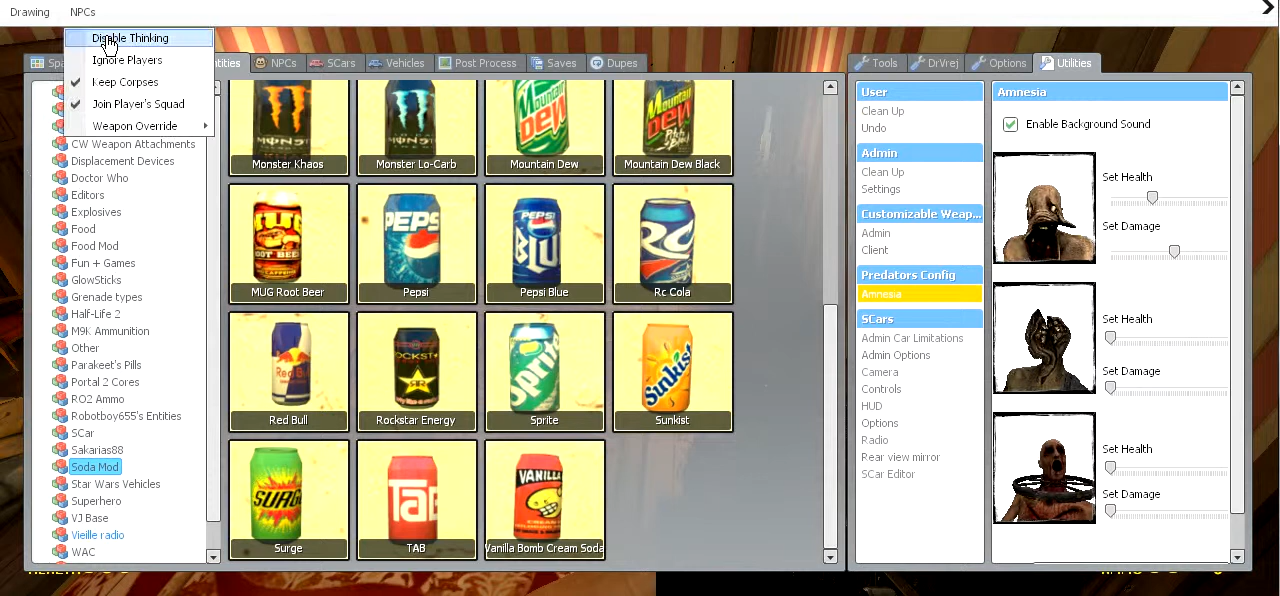 Drawing NPCs
Disable Thinking
Ignore Players
Keep Corpses
Join Player's Squad
Weapon Override
NPCs SCars Vehicles Post Process Saves Dupes
Tools DrVrej Options Utilities
CW Weapon Attachments
Displacement Devices
Doctor Who
Editors
Explosives
Food
Food Mod
Fun + Games
GlowSticks
Grenade types
Half-Life 2
M9K Ammunition
Other
Parakeet's Pills
Portal 2 Cores
RO2 Ammo
Robotboy655's Entities
SCar
Sakarias88
Soda Mod
Star Wars Vehicles
Superhero
VJ Base
Vieille radio
WAC
Monster Khaos
Monster Lo-Carb
Mountain Dew
Mountain Dew Black
MUG Root Beer
Pepsi
Pepsi Blue
Rc Cola
Red Bull
Rockstar Energy
Sprite
Sunkist
Surge
TAB
Vanilla Bomb Cream Soda
User
Clean Up
Undo
Admin
Clean Up
Settings
Customizable Weap...
Admin
Client
Predators Config
Amnesia
SCars
Admin Car Limitations
Admin Options
Camera
Controls
HUD
Options
Radio
Rear view mirror
SCar Editor
Amnesia
Enable Background Sound
Set Health
Set Damage
Set Health
Set Damage
Set Health
Set Damage